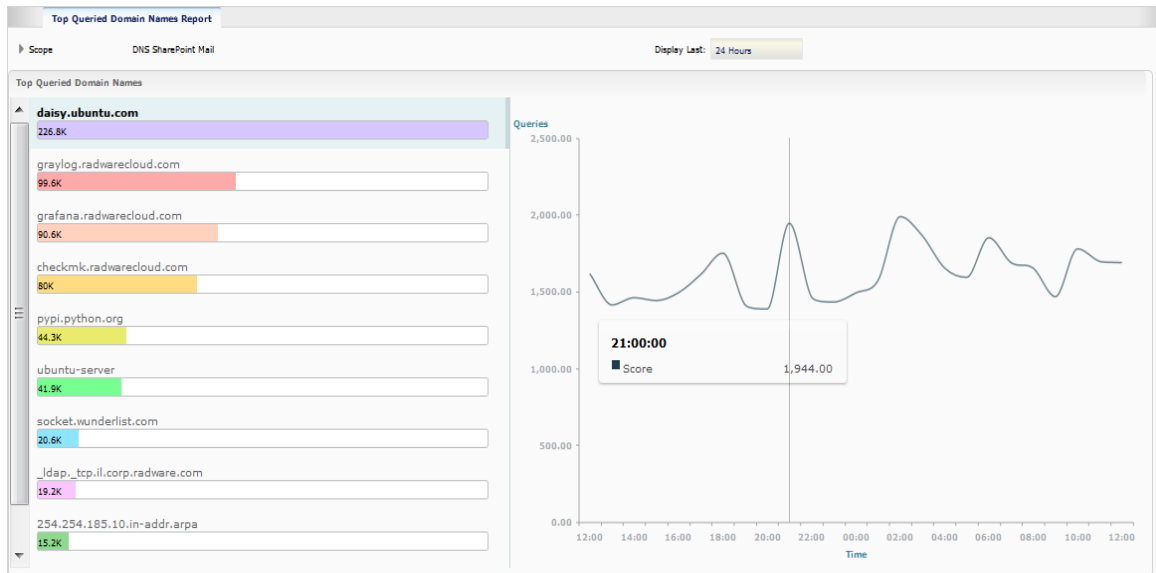 Top Queried Domain Names Report
Scope DNS SharePoint Mail Display Last: 24 Hours
Top Queried Domain Names
daisy.ubuntu.com
226.8K
graylog.radwarecloud.com
99.6K
grafana.radwarecloud.com
90.6K
checkmk.radwarecloud.com
80K
pypi.python.org
44.3K
ubuntu-server
41.9K
socket.wunderlist.com
20.6K
_ldap._tcp.il.corp.radware.com
19.2K
254.254.185.10.in-addr.arpa
15.2K
Queries
2,500.00
2,000.00
1,500.00
1,000.00
500.00
0.00
21:00:00
Score 1,944.00
12:00 14:00 16:00 18:00 20:00 22:00 00:00 02:00 04:00 06:00 08:00 10:00 12:00
Time